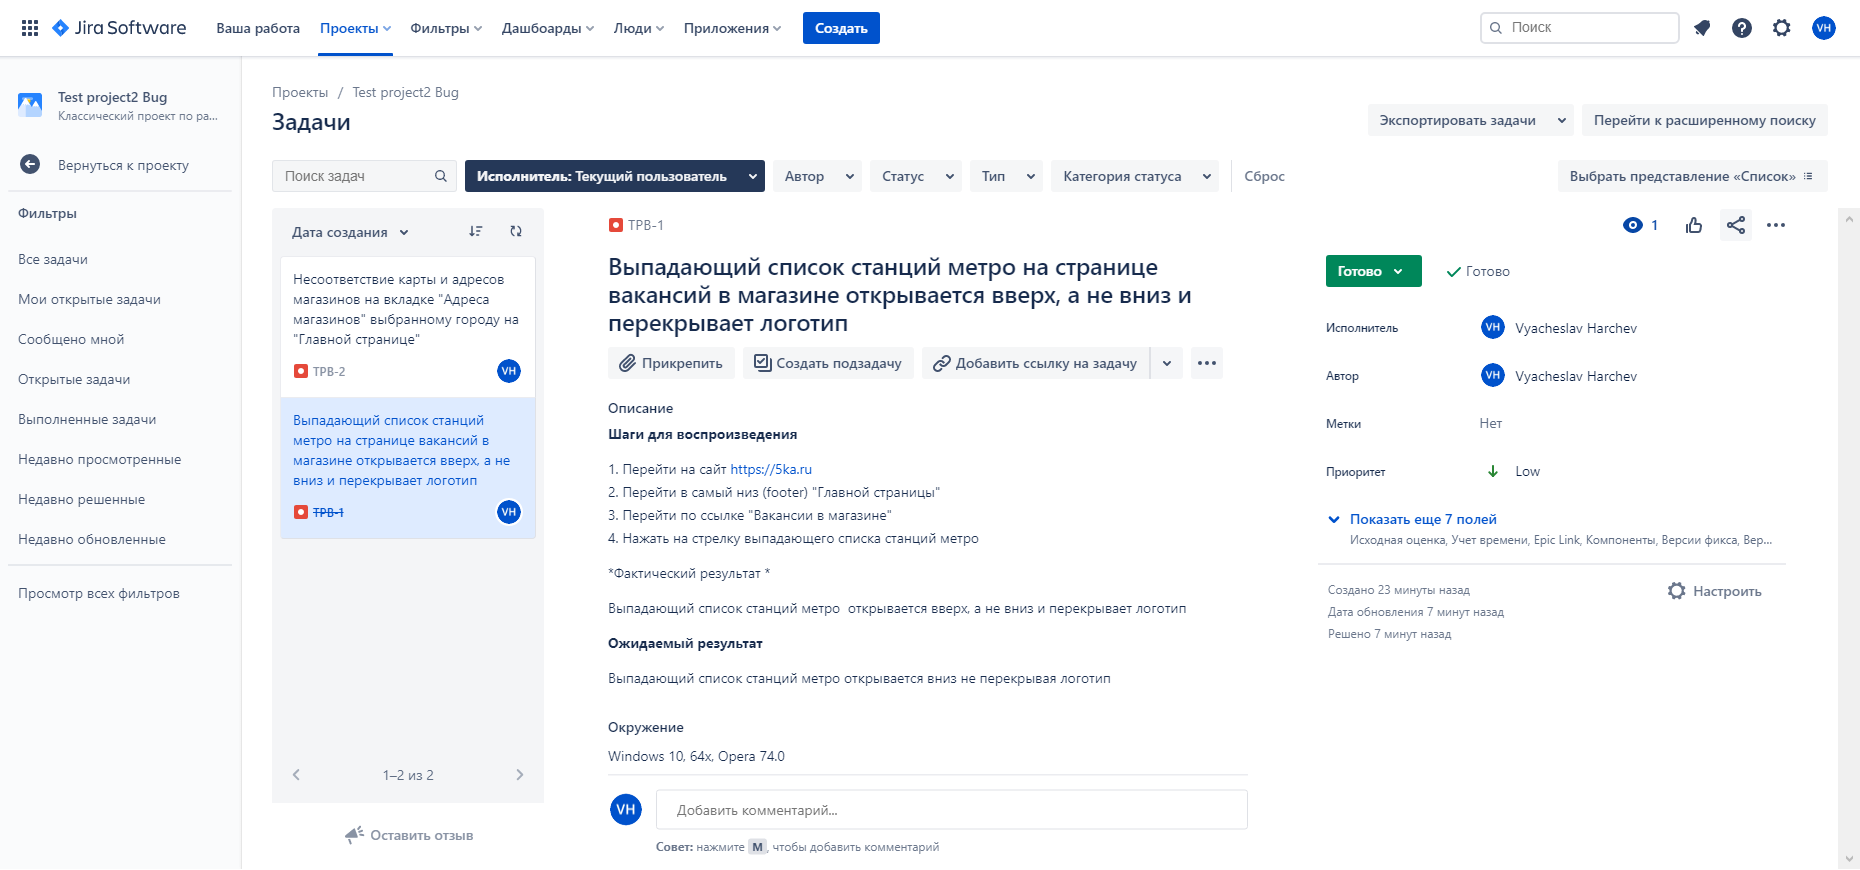 Jira Software
Ваша работа
Проекты
Фильтры
Дашбоарды
Люди
Приложения
Создать
Поиск
VH
Test project2 Bug
Классический проект по ра...
Вернуться к проекту
Фильтры
Все задачи
Мои открытые задачи
Сообщено мной
Открытые задачи
Выполненные задачи
Недавно просмотренные
Недавно решенные
Недавно обновленные
Просмотр всех фильтров
Проекты / Test project2 Bug
Задачи
Экспортировать задачи
Перейти к расширенному поиску
Поиск задач
Исполнитель: Текущий пользователь
Автор
Статус
Тип
Категория статуса
Сброс
Выбрать представление «Список»
Дата создания
Несоответствие карты и адресов
магазинов на вкладке "Адреса
магазинов" выбранному городу на
"Главной странице"
TPB-2
VH
Выпадающий список станций
метро на странице вакансий в
магазине открывается вверх, а не
вниз и перекрывает логотип
TPB-1
VH
1–2 из 2
Оставить отзыв
TPB-1
Выпадающий список станций метро на странице
вакансий в магазине открывается вверх, а не вниз и
перекрывает логотип
Прикрепить
Создать подзадачу
Добавить ссылку на задачу
Описание
Шаги для воспроизведения
1. Перейти на сайт https://5ka.ru
2. Перейти в самый низ (footer) "Главной страницы"
3. Перейти по ссылке "Вакансии в магазине"
4. Нажать на стрелку выпадающего списка станций метро
*Фактический результат *
Выпадающий список станций метро  открывается вверх, а не вниз и перекрывает логотип
Ожидаемый результат
Выпадающий список станций метро открывается вниз не перекрывая логотип
Окружение
Windows 10, 64x, Opera 74.0
VH
Добавить комментарий...
Совет: нажмите M, чтобы добавить комментарий
1
Готово
Готово
Исполнитель
VH Vyacheslav Harchev
Автор
VH Vyacheslav Harchev
Метки
Нет
Приоритет
Low
Показать еще 7 полей
Исходная оценка, Учет времени, Epic Link, Компоненты, Версии фикса, Вер...
Создано 23 минуты назад
Дата обновления 7 минут назад
Решено 7 минут назад
Настроить